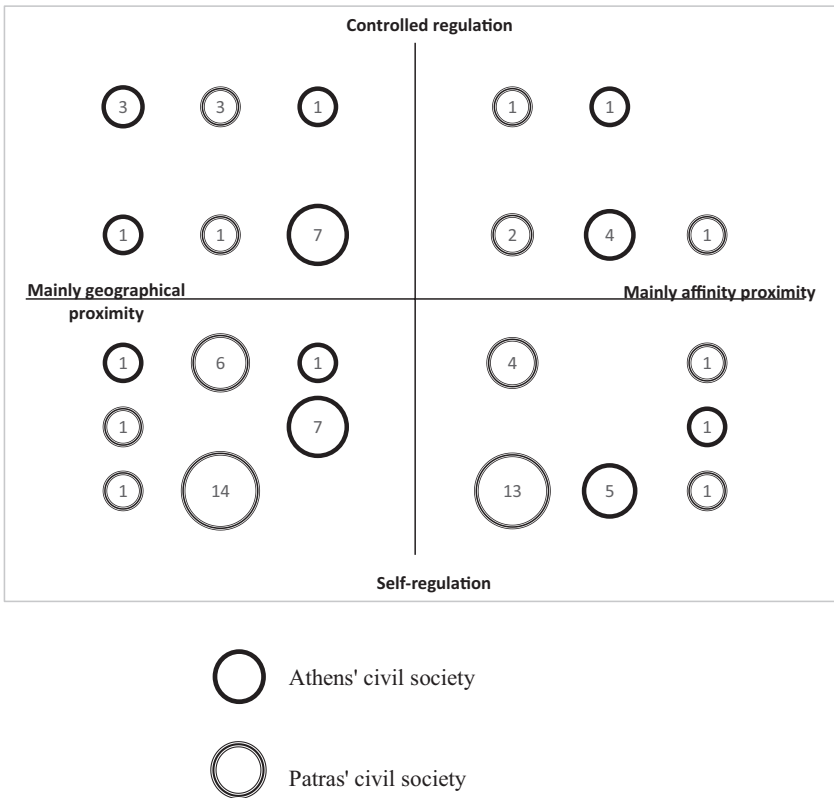 Controlled regulation
3 3 1 1 1
1 1 7 2 4 1
Mainly geographical
proximity
Mainly affinity proximity
1 6 1 4 1
1 7 1
1 14 13 5 1
Self-regulation
Athens' civil society
Patras' civil society